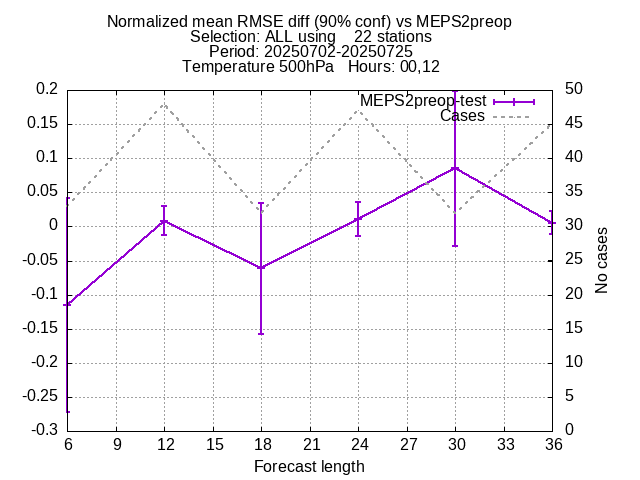 Normalized mean RMSE diff (90% conf) vs MEPS2preop
Selection: ALL using    22 stations
Period: 20250702-20250725
Temperature 500hPa   Hours: 00,12
0.2
0.15
0.1
0.05
0
-0.05
-0.1
-0.15
-0.2
-0.25
-0.3
MEPS2preop-test
Cases
50
45
40
35
30
25
20
15
10
5
0
No cases
6 9 12 15 18 21 24 27 30 33 36
Forecast length